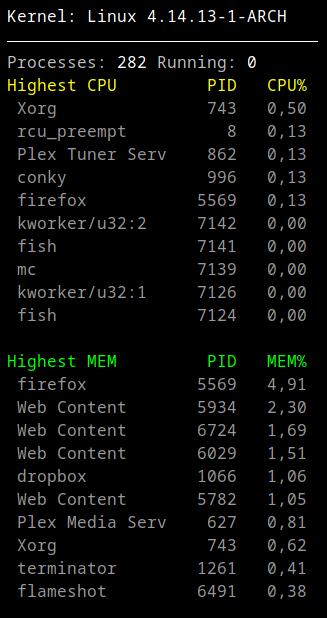 Kernel: Linux 4.14.13-1-ARCH
Processes: 282 Running: 0
Highest CPU PID CPU%
Xorg 743 0,50
rcu_preempt 8 0,13
Plex Tuner Serv 862 0,13
conky 996 0,13
firefox 5569 0,13
kworker/u32:2 7142 0,00
fish 7141 0,00
mc 7139 0,00
kworker/u32:1 7126 0,00
fish 7124 0,00
Highest MEM PID MEM%
firefox 5569 4,91
Web Content 5934 2,30
Web Content 6724 1,69
Web Content 6029 1,51
dropbox 1066 1,06
Web Content 5782 1,05
Plex Media Serv 627 0,81
Xorg 743 0,62
terminator 1261 0,41
flameshot 6491 0,38